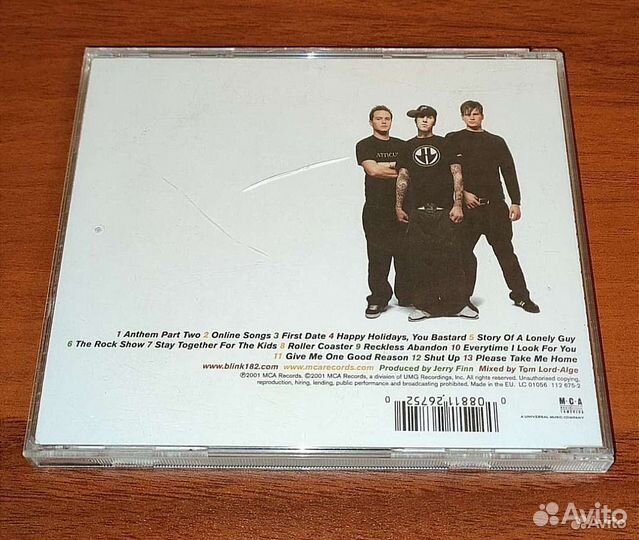 ATTICUS
1 Anthem Part Two 2 Online Songs 3 First Date 4 Happy Holidays, You Bastard 5 Story Of A Lonely Guy
6 The Rock Show 7 Stay Together For The Kids 8 Roller Coaster 9 Reckless Abandon 10 Everytime I Look For You
11 Give Me One Good Reason 12 Shut Up 13 Please Take Me Home
www.blink182.com www.mcarecords.com Produced by Jerry Finn Mixed by Tom Lord-Alge
℗2001 MCA Records. ©2001 MCA Records, a division of UMG Recordings, Inc. All Rights Reserved. Unauthorised copying,
reproduction, hiring, lending, public performance and broadcasting prohibited. Made in the EU. LC 01056 112 675-2
0 08811 26752 0
M·C·A
A UNIVERSAL MUSIC COMPANY
Avito
Avito